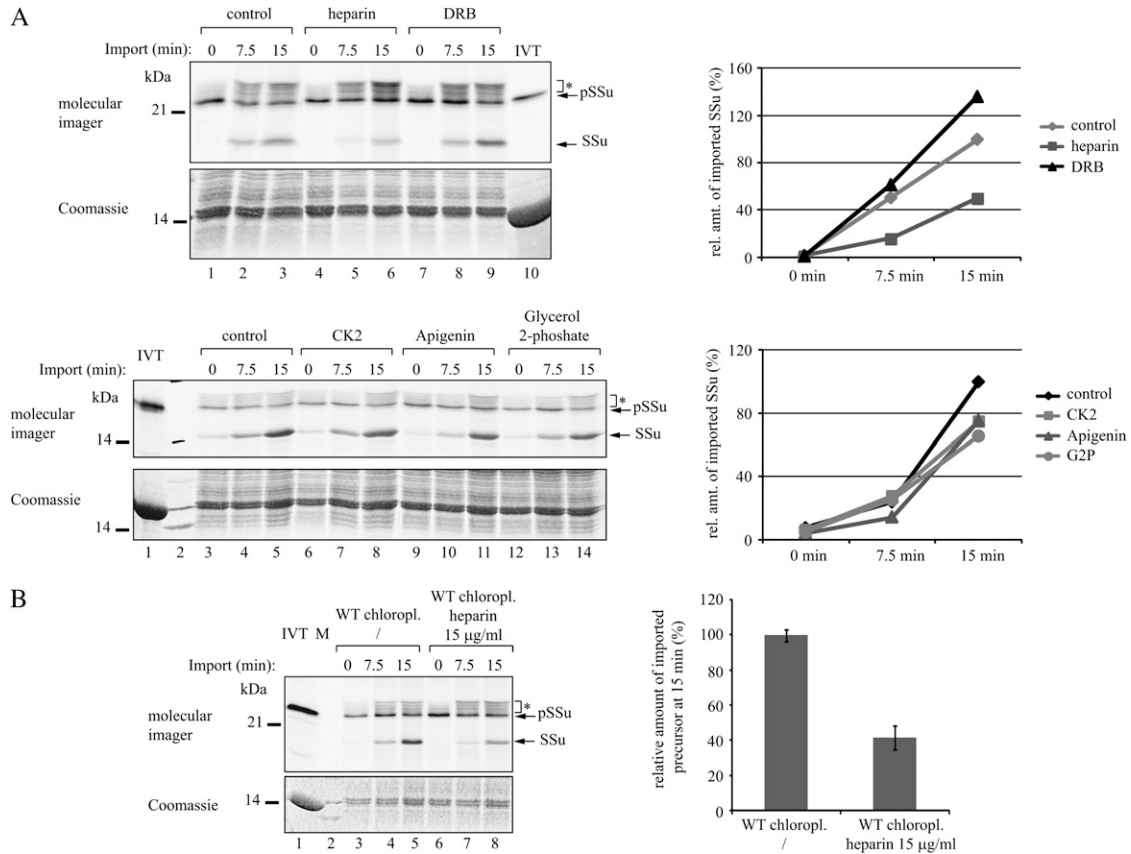 A
control heparin DRB
Import (min): 0 7.5 15 0 7.5 15 0 7.5 15 IVT
kDa
molecular imager
21
* pSSu
SSu
Coomassie
14
1 2 3 4 5 6 7 8 9 10
rel. amt. of imported SSu (%)
160
120
80
40
0
0 min 7.5 min 15 min
control
heparin
DRB
control CK2 Apigenin Glycerol 2-phoshate
IVT
Import (min): 0 7.5 15 0 7.5 15 0 7.5 15 0 7.5 15
kDa
molecular imager
14
* pSSu
SSu
Coomassie
14
1 2 3 4 5 6 7 8 9 10 11 12 13 14
rel. amt. of imported SSu (%)
120
80
40
0
0 min 7.5 min 15 min
control
CK2
Apigenin
G2P
B
WT chloropl. /
WT chloropl. heparin 15 μg/ml
IVT M
Import (min): 0 7.5 15 0 7.5 15
kDa
molecular imager
21
* pSSu
SSu
Coomassie
14
1 2 3 4 5 6 7 8
relative amount of imported precursor at 15 min (%)
120
100
80
60
40
20
0
WT chloropl. /
WT chloropl. heparin 15 μg/ml